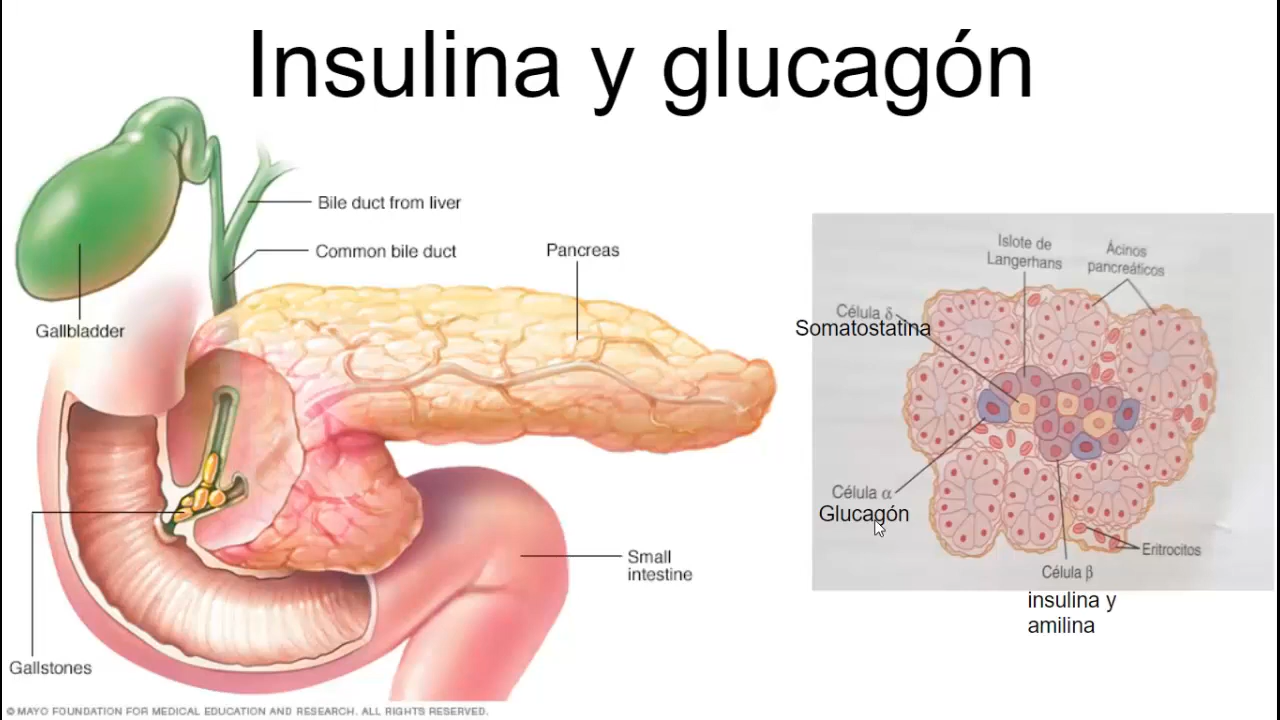 Insulina y glucagón
Bile duct from liver
Common bile duct
Pancreas
Gallbladder
Small
intestine
Gallstones
© MAYO FOUNDATION FOR MEDICAL EDUCATION AND RESEARCH. ALL RIGHTS RESERVED.
Islote de
Langerhans
Ácinos
pancreáticos
Célula δ
Somatostatina
Célula α
Glucagón
Eritrocitos
Célula β
insulina y
amilina